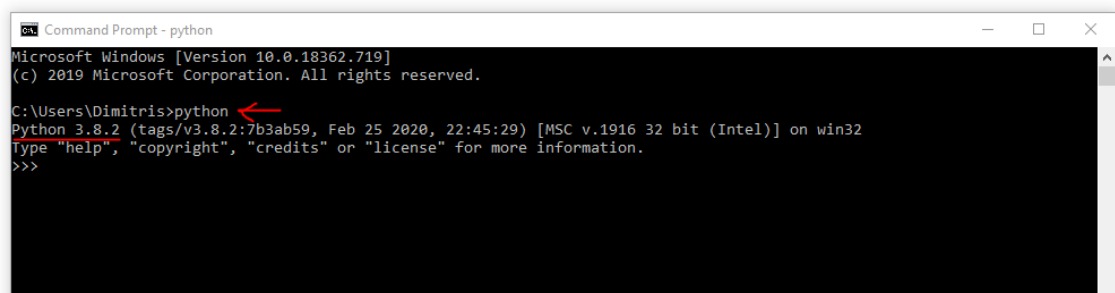 Command Prompt - python
Microsoft Windows [Version 10.0.18362.719]
(c) 2019 Microsoft Corporation. All rights reserved.
C:\Users\Dimitris>python
Python 3.8.2 (tags/v3.8.2:7b3ab59, Feb 25 2020, 22:45:29) [MSC v.1916 32 bit (Intel)] on win32
Type "help", "copyright", "credits" or "license" for more information.
>>>